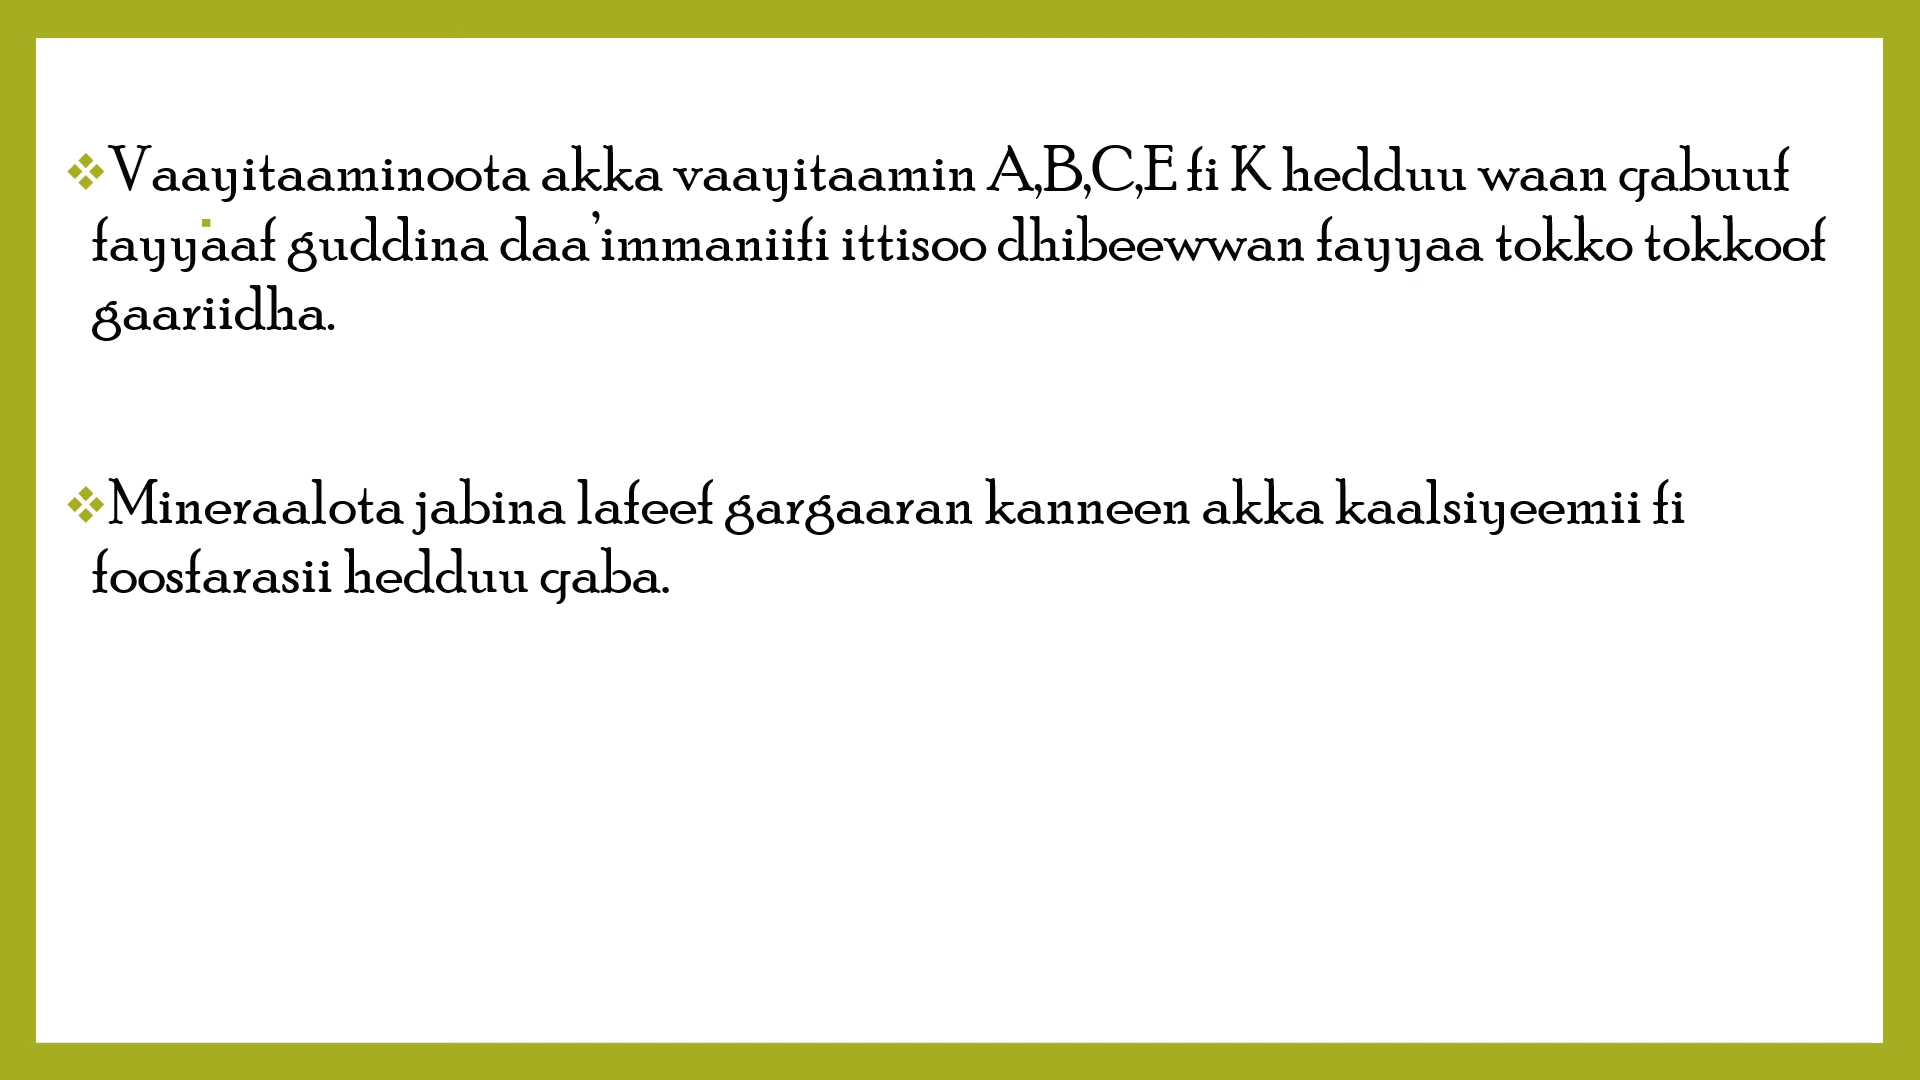 ❖Vaayitaaminoota akka vaayitaamin A,B,C,E fi K hedduu waan qabuuf
fayyaaf guddina daa’immaniifi ittisoo dhibeewwan fayyaa tokko tokkoof
gaariidha.
❖Mineraalota jabina lafeef gargaaran kanneen akka kaalsiyeemii fi
foosfarasii hedduu qaba.